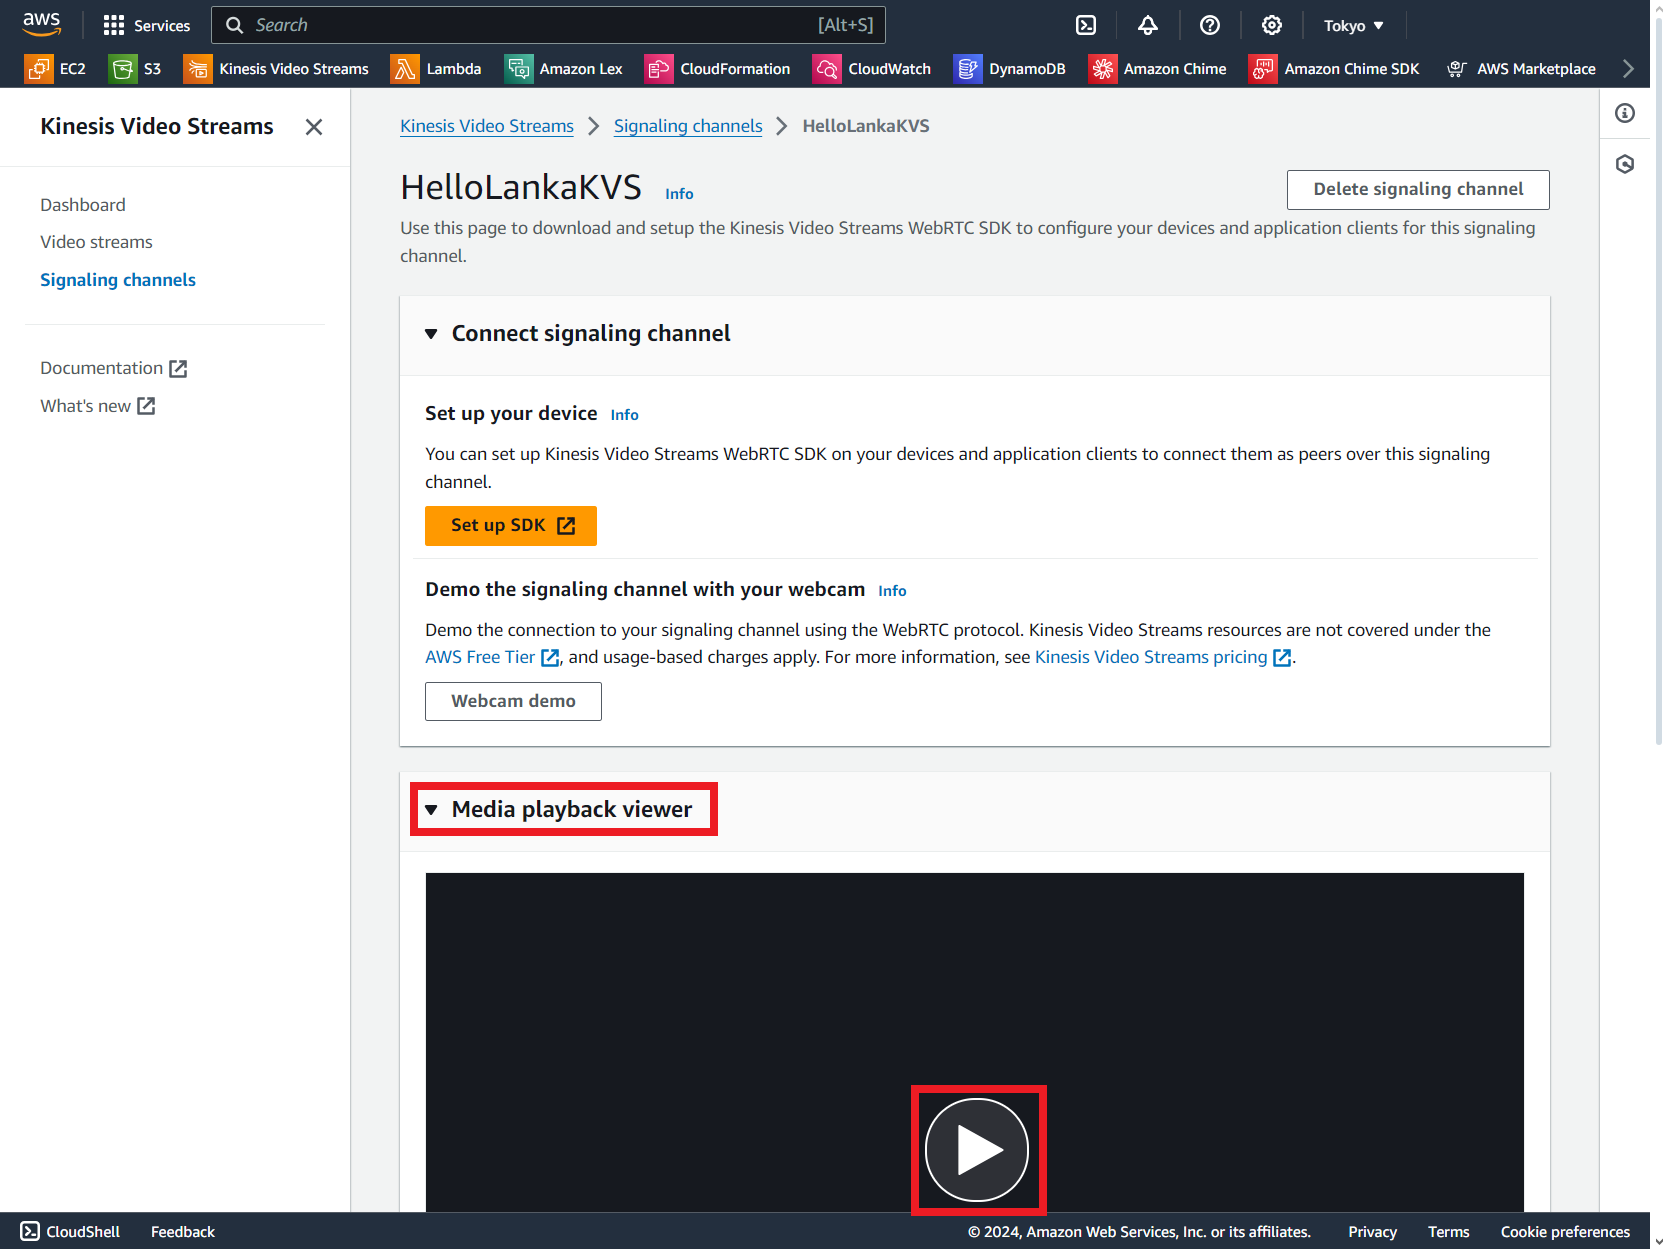 aws Services Search [Alt+S] Tokyo
EC2 S3 Kinesis Video Streams Lambda Amazon Lex CloudFormation CloudWatch DynamoDB Amazon Chime Amazon Chime SDK AWS Marketplace
Kinesis Video Streams
Dashboard
Video streams
Signaling channels
Documentation
What's new
Kinesis Video Streams Signaling channels HelloLankaKVS
HelloLankaKVS Info
Delete signaling channel
Use this page to download and setup the Kinesis Video Streams WebRTC SDK to configure your devices and application clients for this signaling
channel.
Connect signaling channel
Set up your device Info
You can set up Kinesis Video Streams WebRTC SDK on your devices and application clients to connect them as peers over this signaling
channel.
Set up SDK
Demo the signaling channel with your webcam Info
Demo the connection to your signaling channel using the WebRTC protocol. Kinesis Video Streams resources are not covered under the
AWS Free Tier , and usage-based charges apply. For more information, see Kinesis Video Streams pricing .
Webcam demo
Media playback viewer
CloudShell Feedback © 2024, Amazon Web Services, Inc. or its affiliates. Privacy Terms Cookie preferences